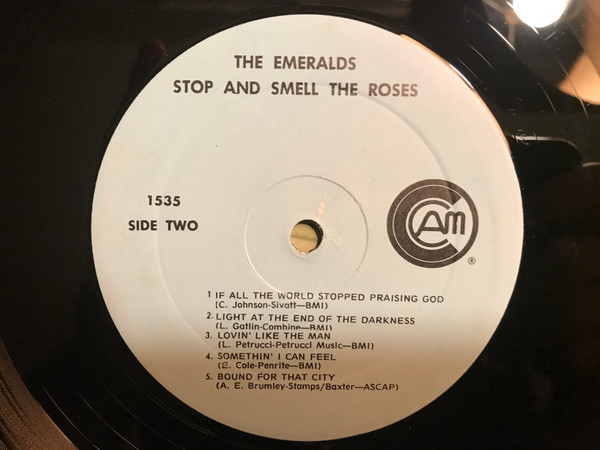 THE EMERALDS
STOP AND SMELL THE ROSES
1535
SIDE TWO
CAM
®
1 IF ALL THE WORLD STOPPED PRAISING GOD
(C. Johnson-Sivatt—BMI)
2. LIGHT AT THE END OF THE DARKNESS
(L. Gatlin-Combine—BMI)
3. LOVIN' LIKE THE MAN
(L. Petrucci-Petrucci Music—BMI)
4. SOMETHIN' I CAN FEEL
(E. Cole-Penrite—BMI)
5. BOUND FOR THAT CITY
(A. E. Brumley-Stamps/Baxter—ASCAP)